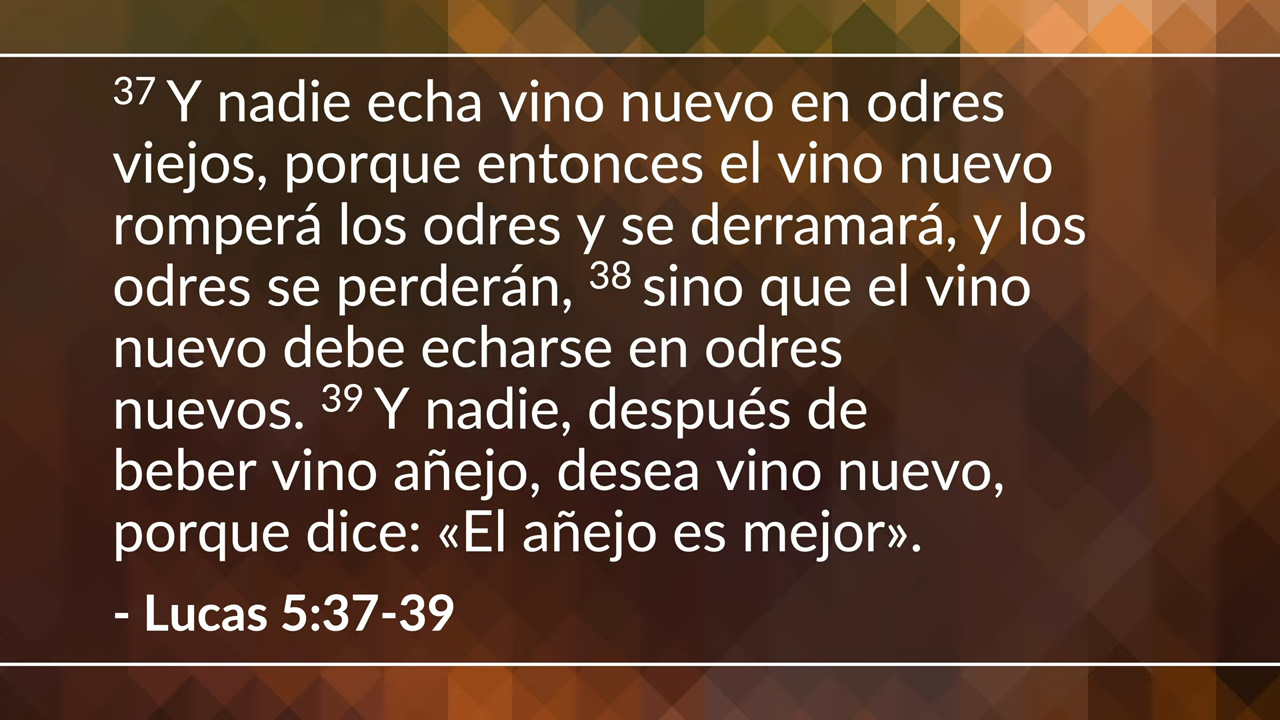 37 Y nadie echa vino nuevo en odres
viejos, porque entonces el vino nuevo
romperá los odres y se derramará, y los
odres se perderán, 38 sino que el vino
nuevo debe echarse en odres
nuevos. 39 Y nadie, después de
beber vino añejo, desea vino nuevo,
porque dice: «El añejo es mejor».
- Lucas 5:37-39